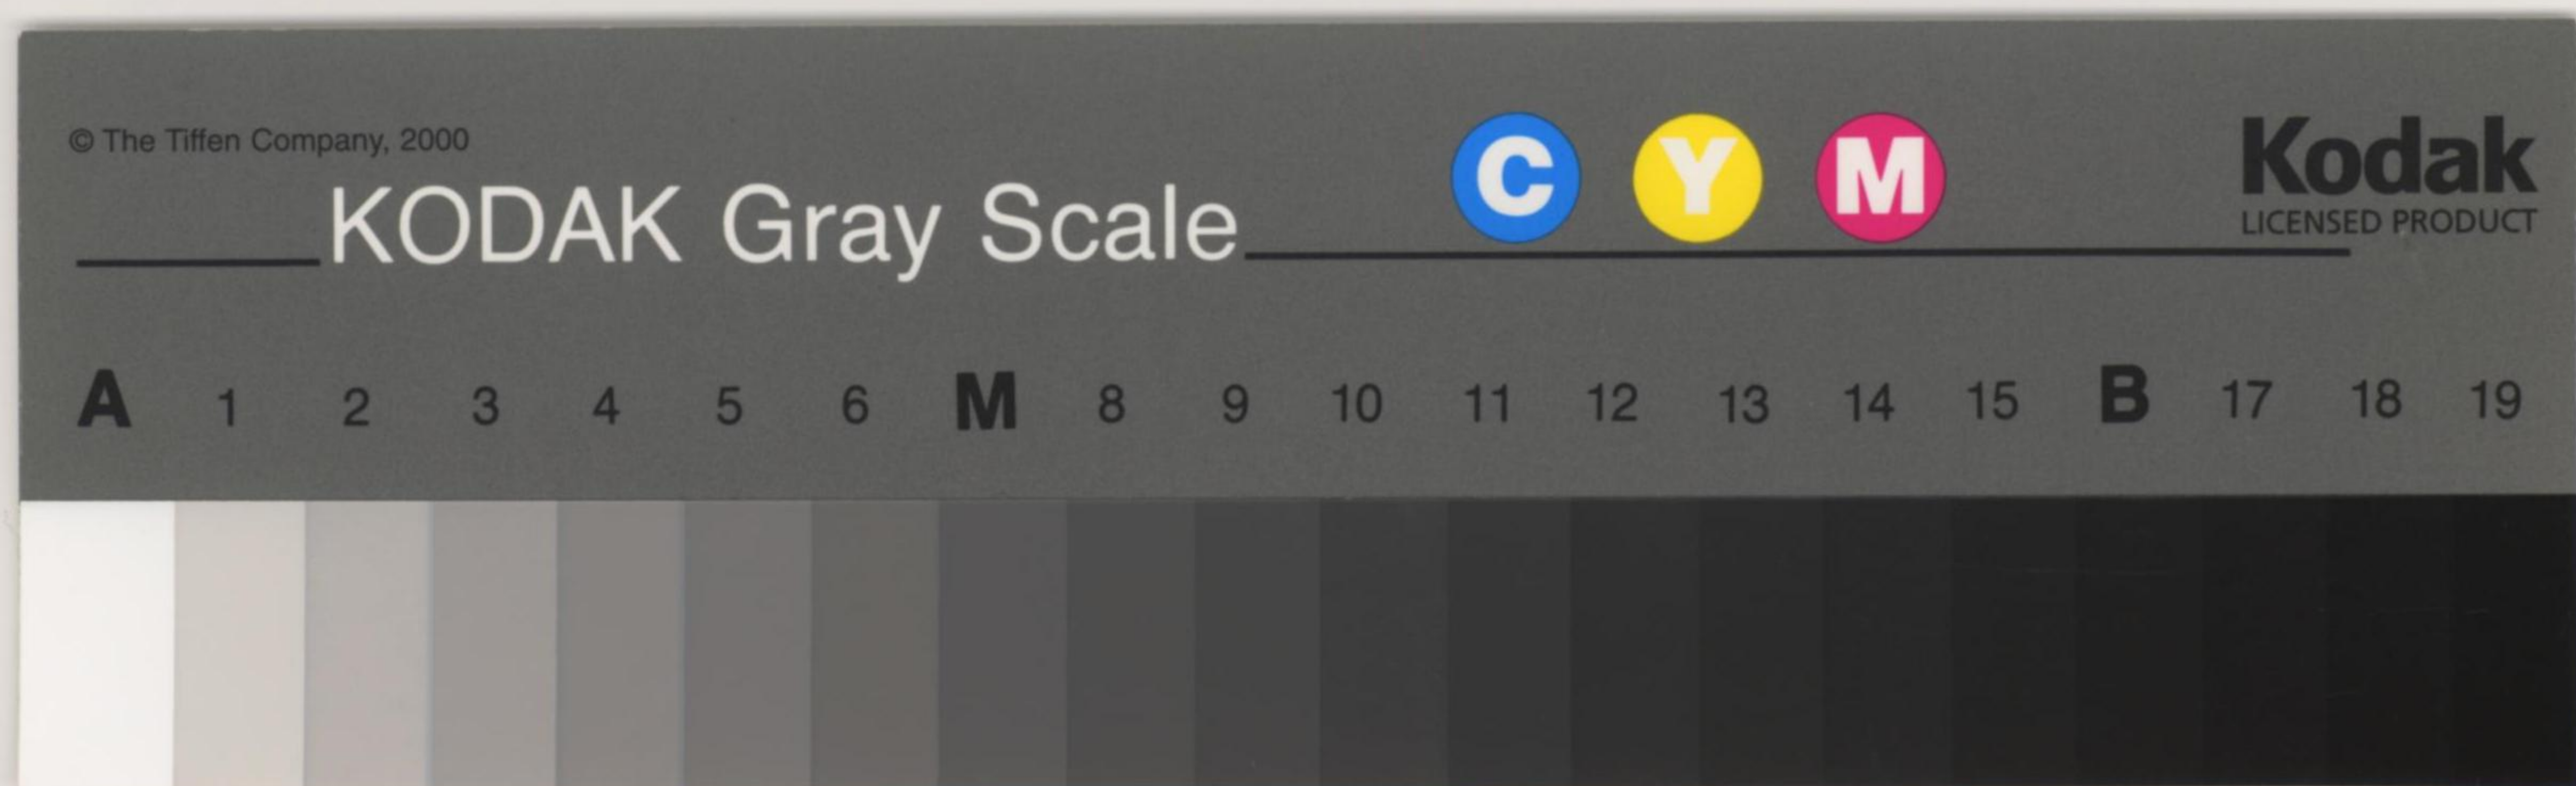 © The Tiffen Company, 2000
KODAK Gray Scale
C Y M
Kodak
LICENSED PRODUCT
A 1 2 3 4 5 6 M 8 9 10 11 12 13 14 15 B 17 18 19